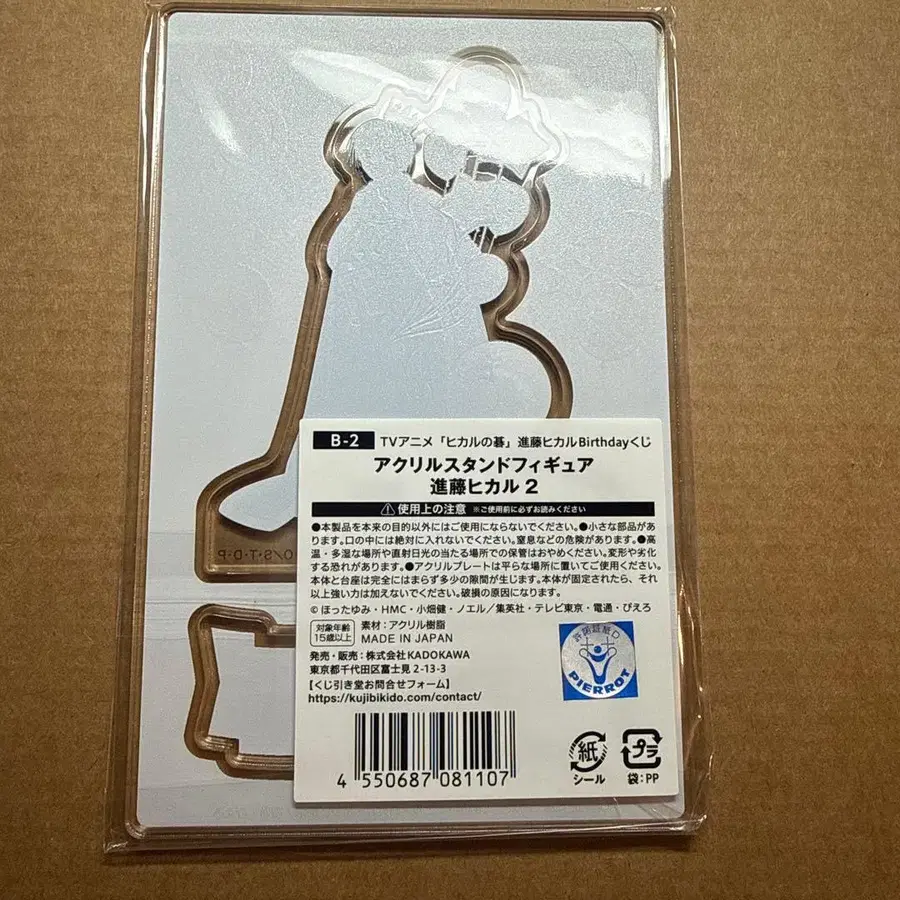 B-2 TVアニメ「ヒカルの碁」進藤ヒカルBirthdayくじ
アクリルスタンドフィギュア
進藤ヒカル 2
使用上の注意 ※ご使用前に必ずお読みください
●本製品を本来の目的以外にはご使用にならないでください。●小さな部品があ
ります。口の中には絶対に入れないでください。窒息などの危険があります。●高
温・多湿な場所や直射日光の当たる場所での保管はおやめください。変形や劣化
する恐れがあります。●アクリルプレートは平らな場所に置いてご使用ください。
本体と台座は完全にはまらず多少の隙間が生じます。本体が固定されたら、それ
以上強い力は加えないでください。破損の原因になります。
© ほったゆみ・HMC・小畑健・ノエル/集英社・テレビ東京・電通・ぴえろ
対象年齢
15歳以上
素材：アクリル樹脂
MADE IN JAPAN
発売・販売：株式会社 KADOKAWA
東京都千代田区富士見 2-13-3
【くじ引き堂お問合せフォーム】
https://kujibikido.com/contact/
PIERROT
4 550687 081107
紙
シール
プラ
袋：PP